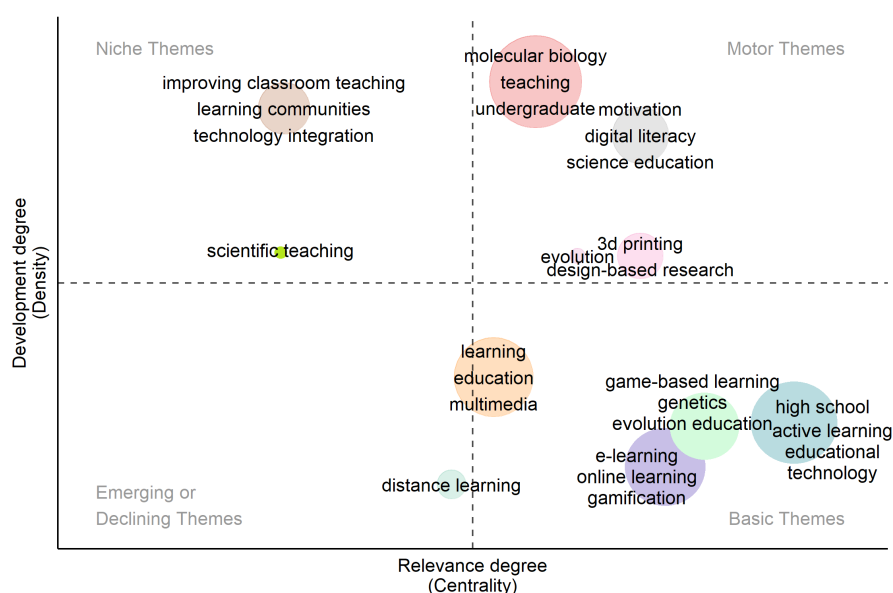 Niche Themes
Motor Themes
improving classroom teaching
learning communities
technology integration
molecular biology
teaching
undergraduate
motivation
digital literacy
science education
scientific teaching
evolution
3d printing
design-based research
Development degree
(Density)
learning
education
multimedia
game-based learning
genetics
evolution education
high school
active learning
educational
technology
e-learning
online learning
gamification
distance learning
Emerging or
Declining Themes
Basic Themes
Relevance degree
(Centrality)